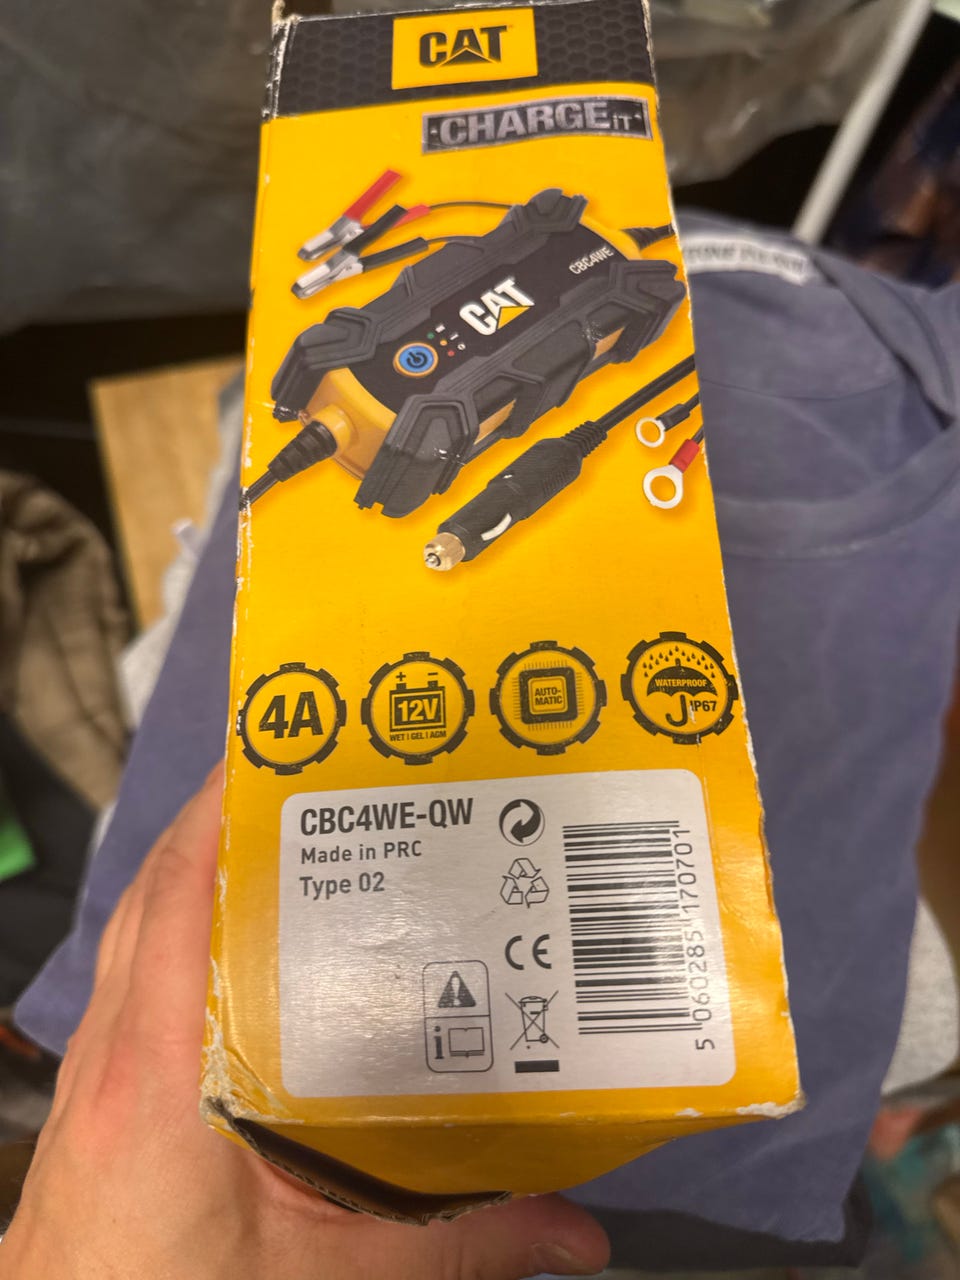 CAT
CHARGE IT
CBC4WE
CAT
4A
+ −
12V
WET | GEL | AGM
AUTO-
MATIC
WATERPROOF
IP67
CBC4WE-QW
Made in PRC
Type 02
CE
i
5 060285 170701